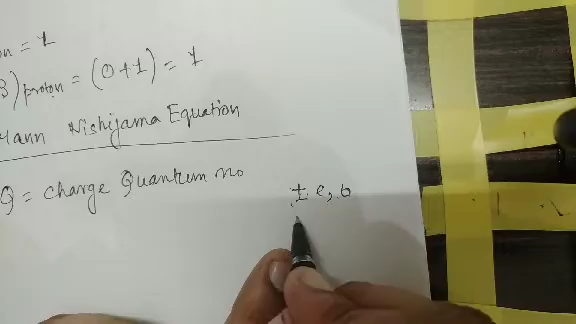 on = 1
B) proton = (0+1) = 1
Mann Nishijama Equation
Q = Charge Quantum no
± e, 0